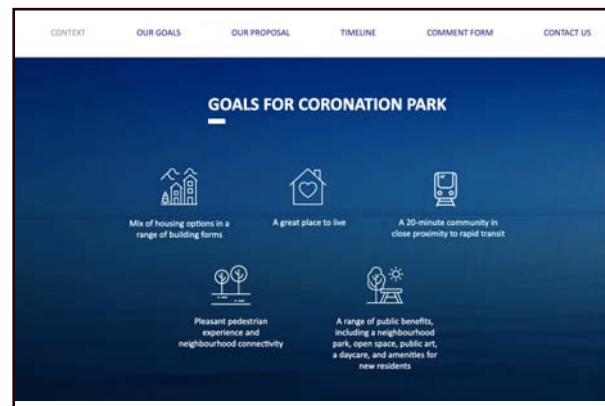 CONTEXT OUR GOALS OUR PROPOSAL TIMELINE COMMENT FORM CONTACT US
GOALS FOR CORONATION PARK
Mix of housing options in a
range of building forms
A great place to live
A 20-minute community in
close proximity to rapid transit
Pleasant pedestrian
experience and
neighbourhood connectivity
A range of public benefits,
including a neighbourhood
park, open space, public art,
a daycare, and amenities for
new residents